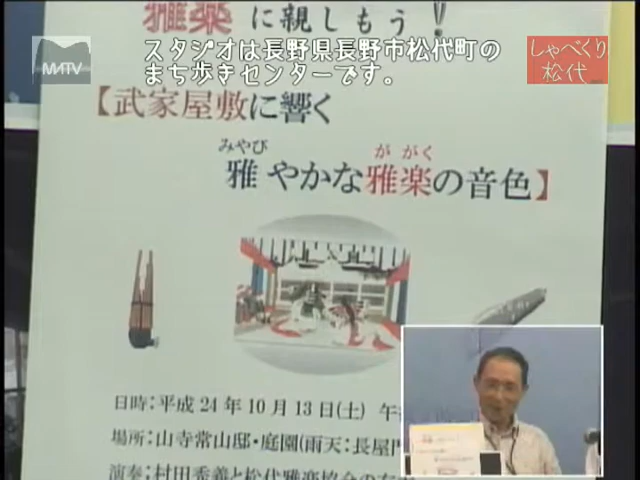 雅楽に親しもう!
MATV
スタジオは長野県長野市松代町の
まち歩きセンターです。
しゃべくり
松代
【武家屋敷に響く
みやび
ががく
雅やかな雅楽の音色】
日時:平成24年10月13日(土) 午
場所:山寺常山邸・庭園(雨天:長屋門
演奏:村田秀義と松代雅楽協会の